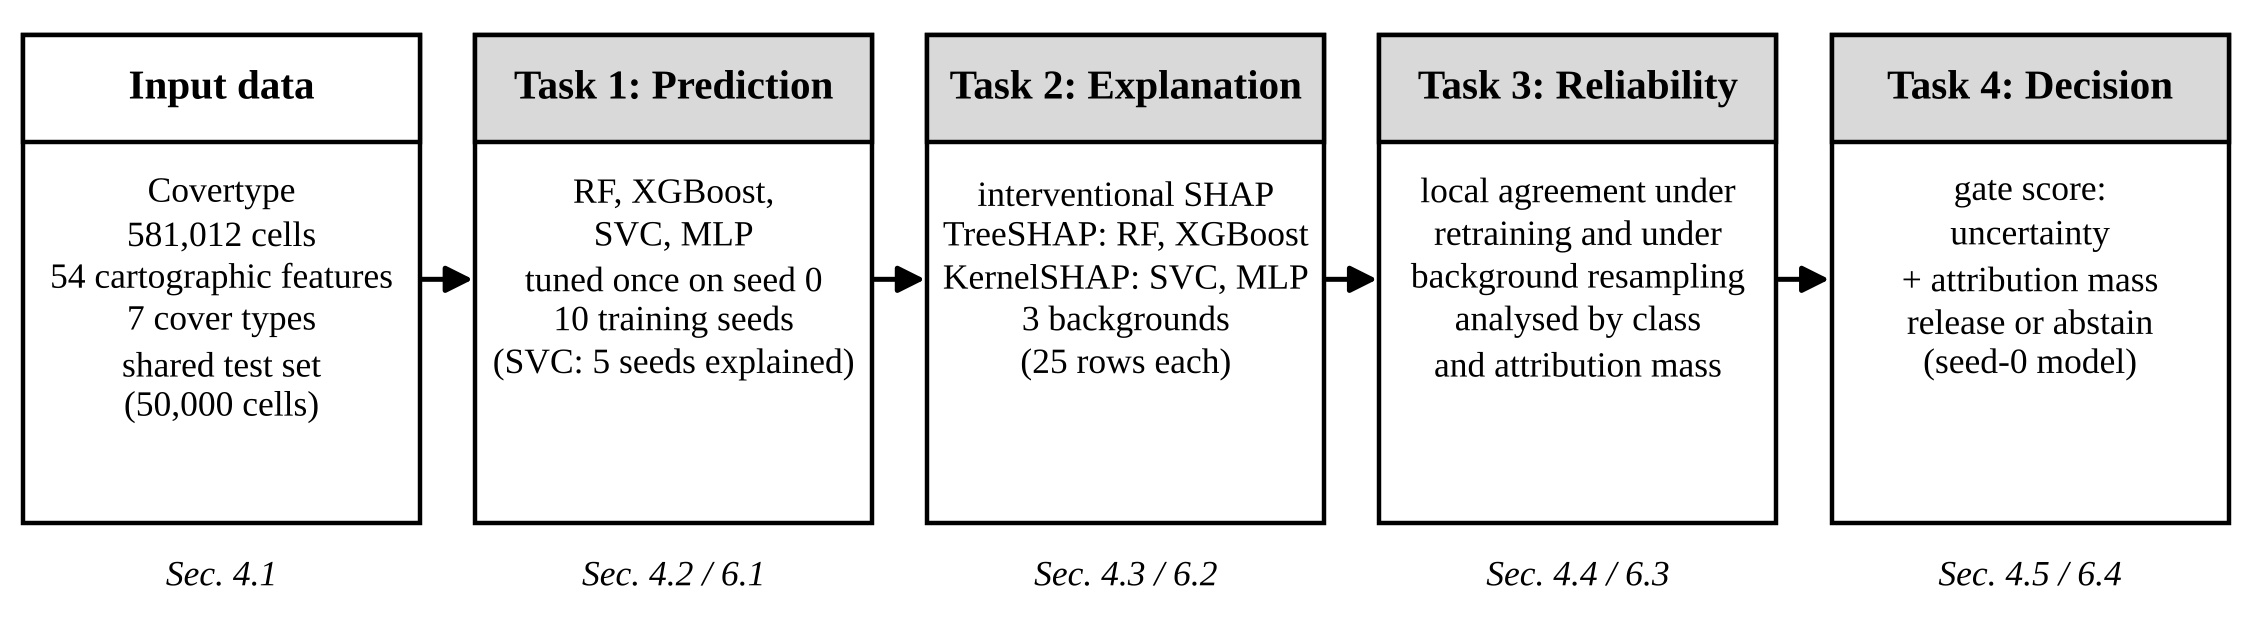 Input data
Covertype
581,012 cells
54 cartographic features
7 cover types
shared test set
(50,000 cells)
Sec. 4.1
Task 1: Prediction
RF, XGBoost,
SVC, MLP
tuned once on seed 0
10 training seeds
(SVC: 5 seeds explained)
Sec. 4.2 / 6.1
Task 2: Explanation
interventional SHAP
TreeSHAP: RF, XGBoost
KernelSHAP: SVC, MLP
3 backgrounds
(25 rows each)
Sec. 4.3 / 6.2
Task 3: Reliability
local agreement under
retraining and under
background resampling
analysed by class
and attribution mass
Sec. 4.4 / 6.3
Task 4: Decision
gate score:
uncertainty
+ attribution mass
release or abstain
(seed-0 model)
Sec. 4.5 / 6.4